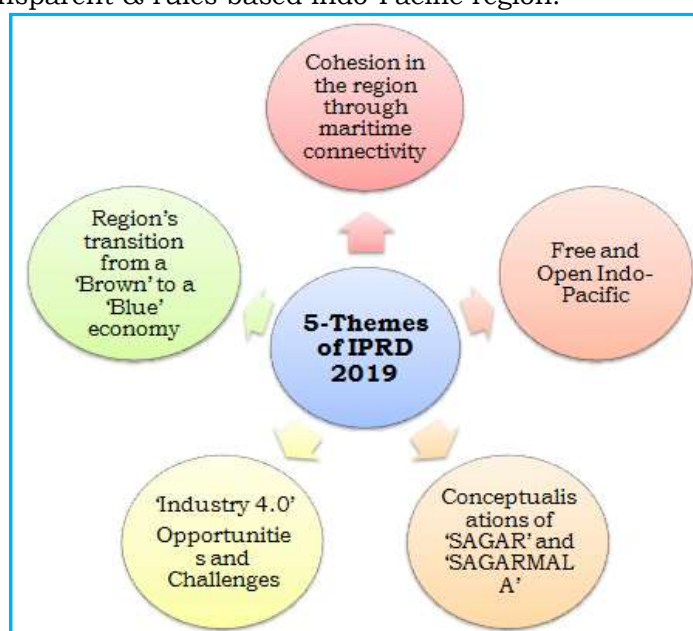 nsparent & rules-based Indo-Pacific region.
Cohesion in
the region
through
maritime
connectivity
Free and
Open Indo-
Pacific
Conceptualis
ations of
‘SAGAR’ and
‘SAGARMAL
A’
‘Industry 4.0’
Opportunitie
s and
Challenges
Region’s
transition
from a
‘Brown’ to a
‘Blue’
economy
5-Themes
of IPRD
2019